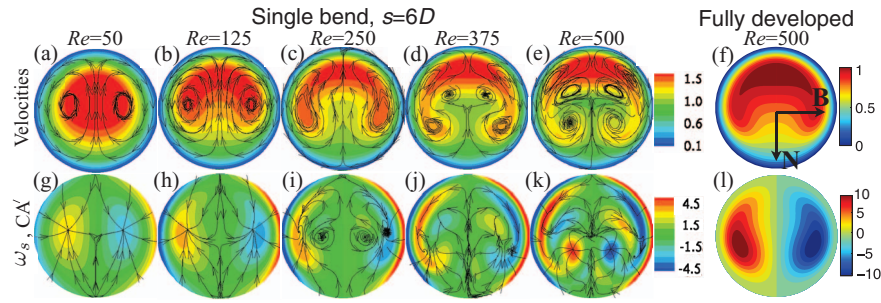 Single bend, s=6D
Fully developed
Re=50 Re=125 Re=250 Re=375 Re=500 Re=500
(a) (b) (c) (d) (e) (f)
Velocities
1.5
1.0
0.6
0.1
B
N
1
0.5
0
(g) (h) (i) (j) (k) (l)
ωs , CA′
4.5
1.5
-1.5
-4.5
10
5
0
−5
−10